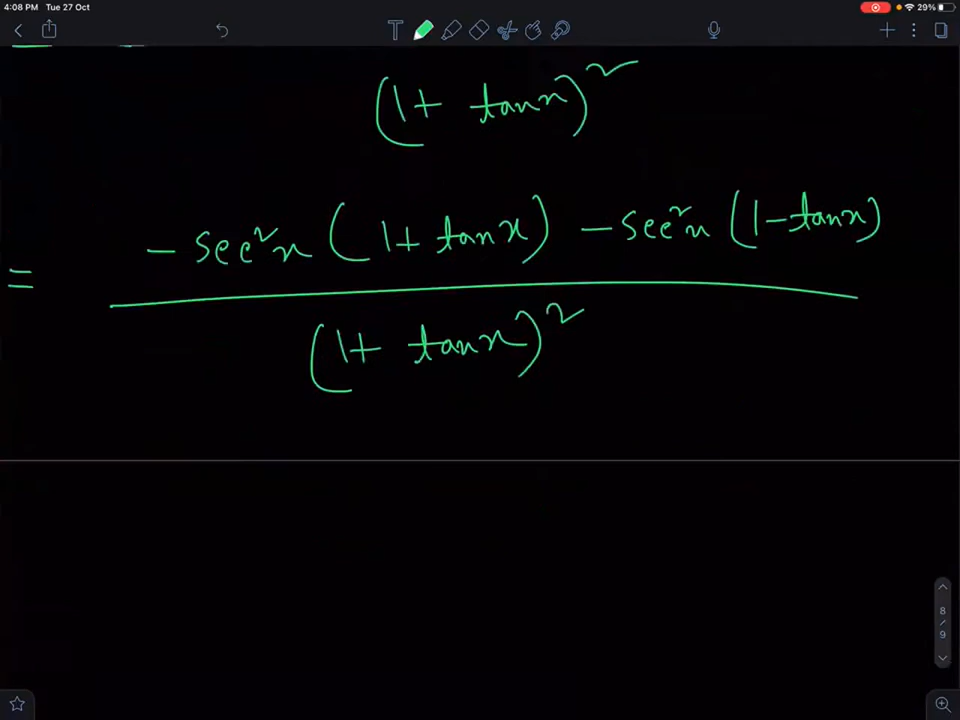 4:08 PM Tue 27 Oct 29%
(1+ tanx)²
= -sec²x (1+ tanx) -sec²x (1-tanx)
(1+ tanx)²
8
/
9